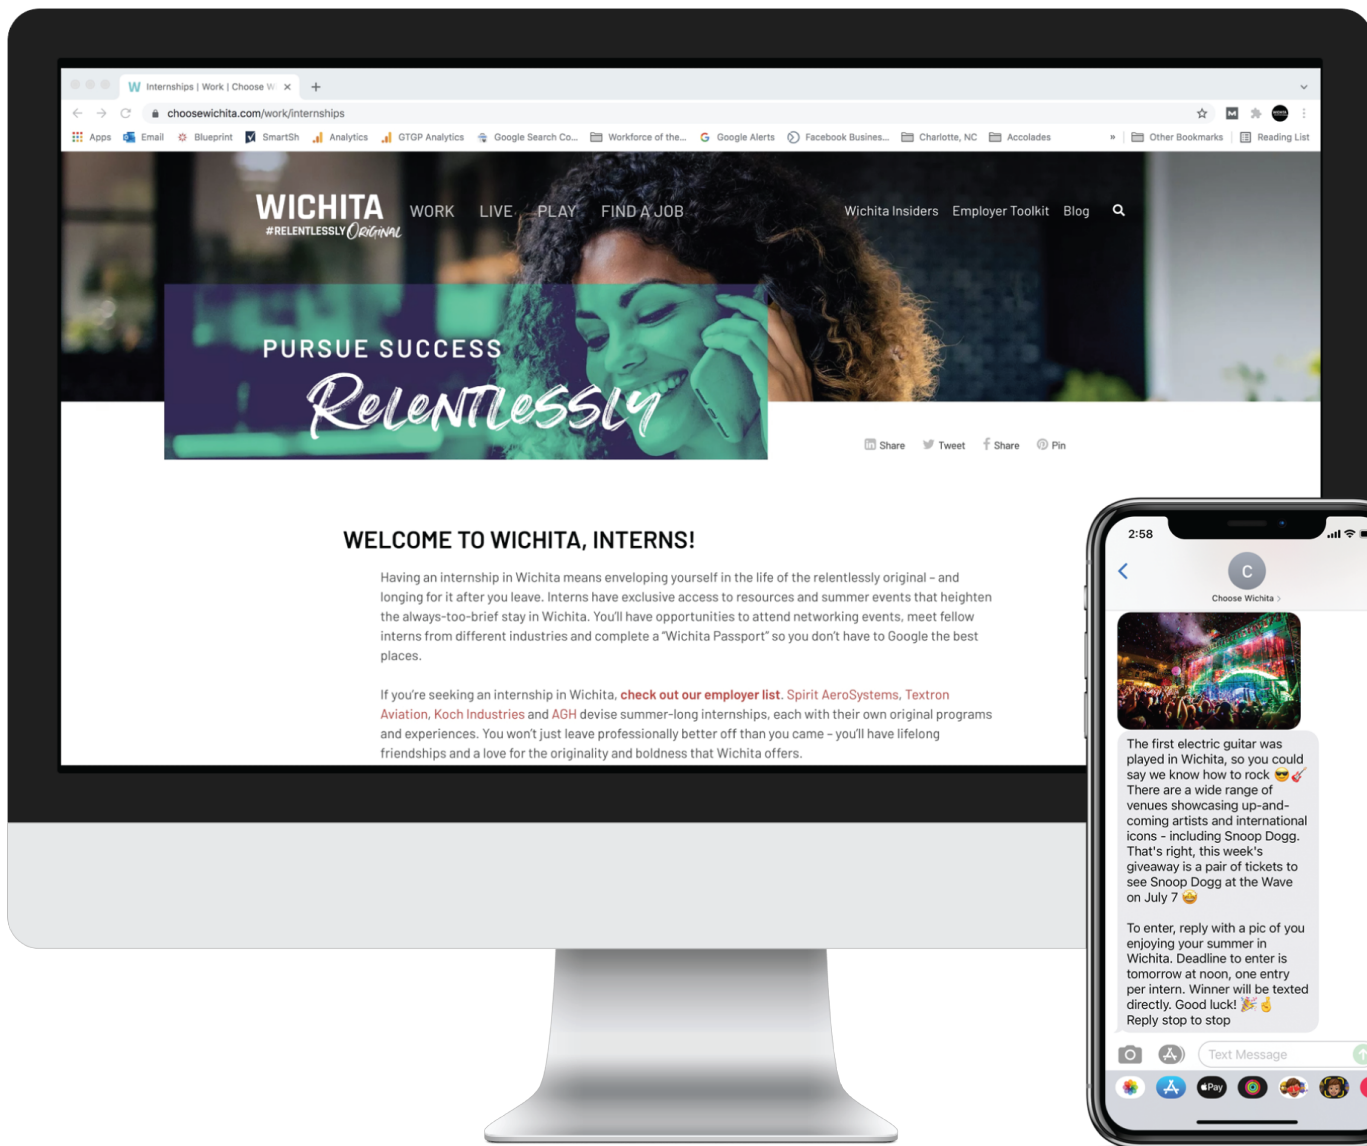 Internships | Work | Choose Wi
choosewichita.com/work/internships
Apps Email Blueprint SmartSh Analytics GTGP Analytics Google Search Co... Workforce of the... Google Alerts Facebook Busines... Charlotte, NC Accolades » Other Bookmarks Reading List
WICHITA WORK LIVE PLAY FIND A JOB Wichita Insiders Employer Toolkit Blog
#RELENTLESSLY ORIGINAL
PURSUE SUCCESS
RELENTLESSLY
in Share Tweet f Share Pin
WELCOME TO WICHITA, INTERNS!
Having an internship in Wichita means enveloping yourself in the life of the relentlessly original – and
longing for it after you leave. Interns have exclusive access to resources and summer events that heighten
the always-too-brief stay in Wichita. You'll have opportunities to attend networking events, meet fellow
interns from different industries and complete a "Wichita Passport" so you don't have to Google the best
places.
If you're seeking an internship in Wichita, check out our employer list. Spirit AeroSystems, Textron
Aviation, Koch Industries and AGH devise summer-long internships, each with their own original programs
and experiences. You won't just leave professionally better off than you came – you'll have lifelong
friendships and a love for the originality and boldness that Wichita offers.
2:58
C
Choose Wichita >
The first electric guitar was
played in Wichita, so you could
say we know how to rock 😎🎸
There are a wide range of
venues showcasing up-and-
coming artists and international
icons - including Snoop Dogg.
That's right, this week's
giveaway is a pair of tickets to
see Snoop Dogg at the Wave
on July 7 🤩
To enter, reply with a pic of you
enjoying your summer in
Wichita. Deadline to enter is
tomorrow at noon, one entry
per intern. Winner will be texted
directly. Good luck! 🎉🤞
Reply stop to stop
Text Message
Pay